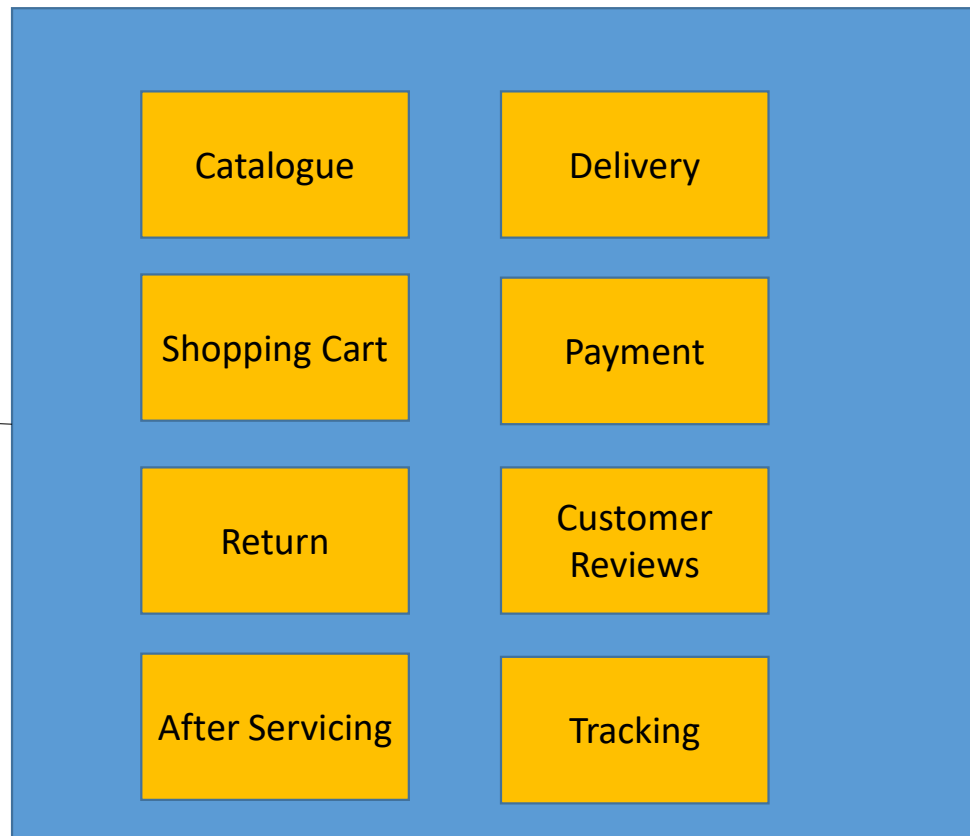 Catalogue
Delivery
Shopping Cart
Payment
Return
Customer
Reviews
After Servicing
Tracking